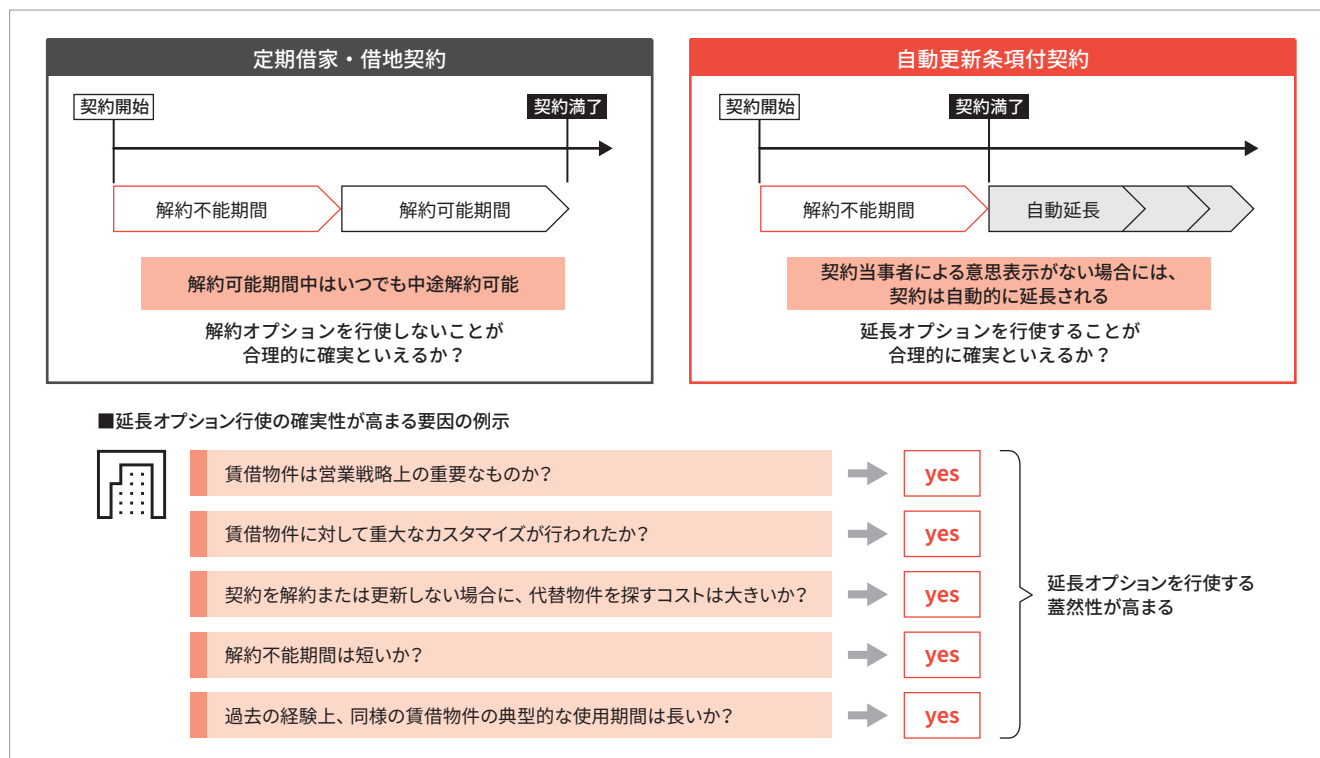 定期借家・借地契約
契約開始
契約満了
解約不能期間
解約可能期間
解約可能期間中はいつでも中途解約可能
解約オプションを行使しないことが
合理的に確実といえるか？
自動更新条項付契約
契約開始
契約満了
解約不能期間
自動延長
契約当事者による意思表示がない場合には、
契約は自動的に延長される
延長オプションを行使することが
合理的に確実といえるか？
■延長オプション行使の確実性が高まる要因の例示
賃借物件は営業戦略上の重要なものか？
yes
賃借物件に対して重大なカスタマイズが行われたか？
yes
契約を解約または更新しない場合に、代替物件を探すコストは大きいか？
yes
解約不能期間は短いか？
yes
過去の経験上、同様の賃借物件の典型的な使用期間は長いか？
yes
延長オプションを行使する
蓋然性が高まる